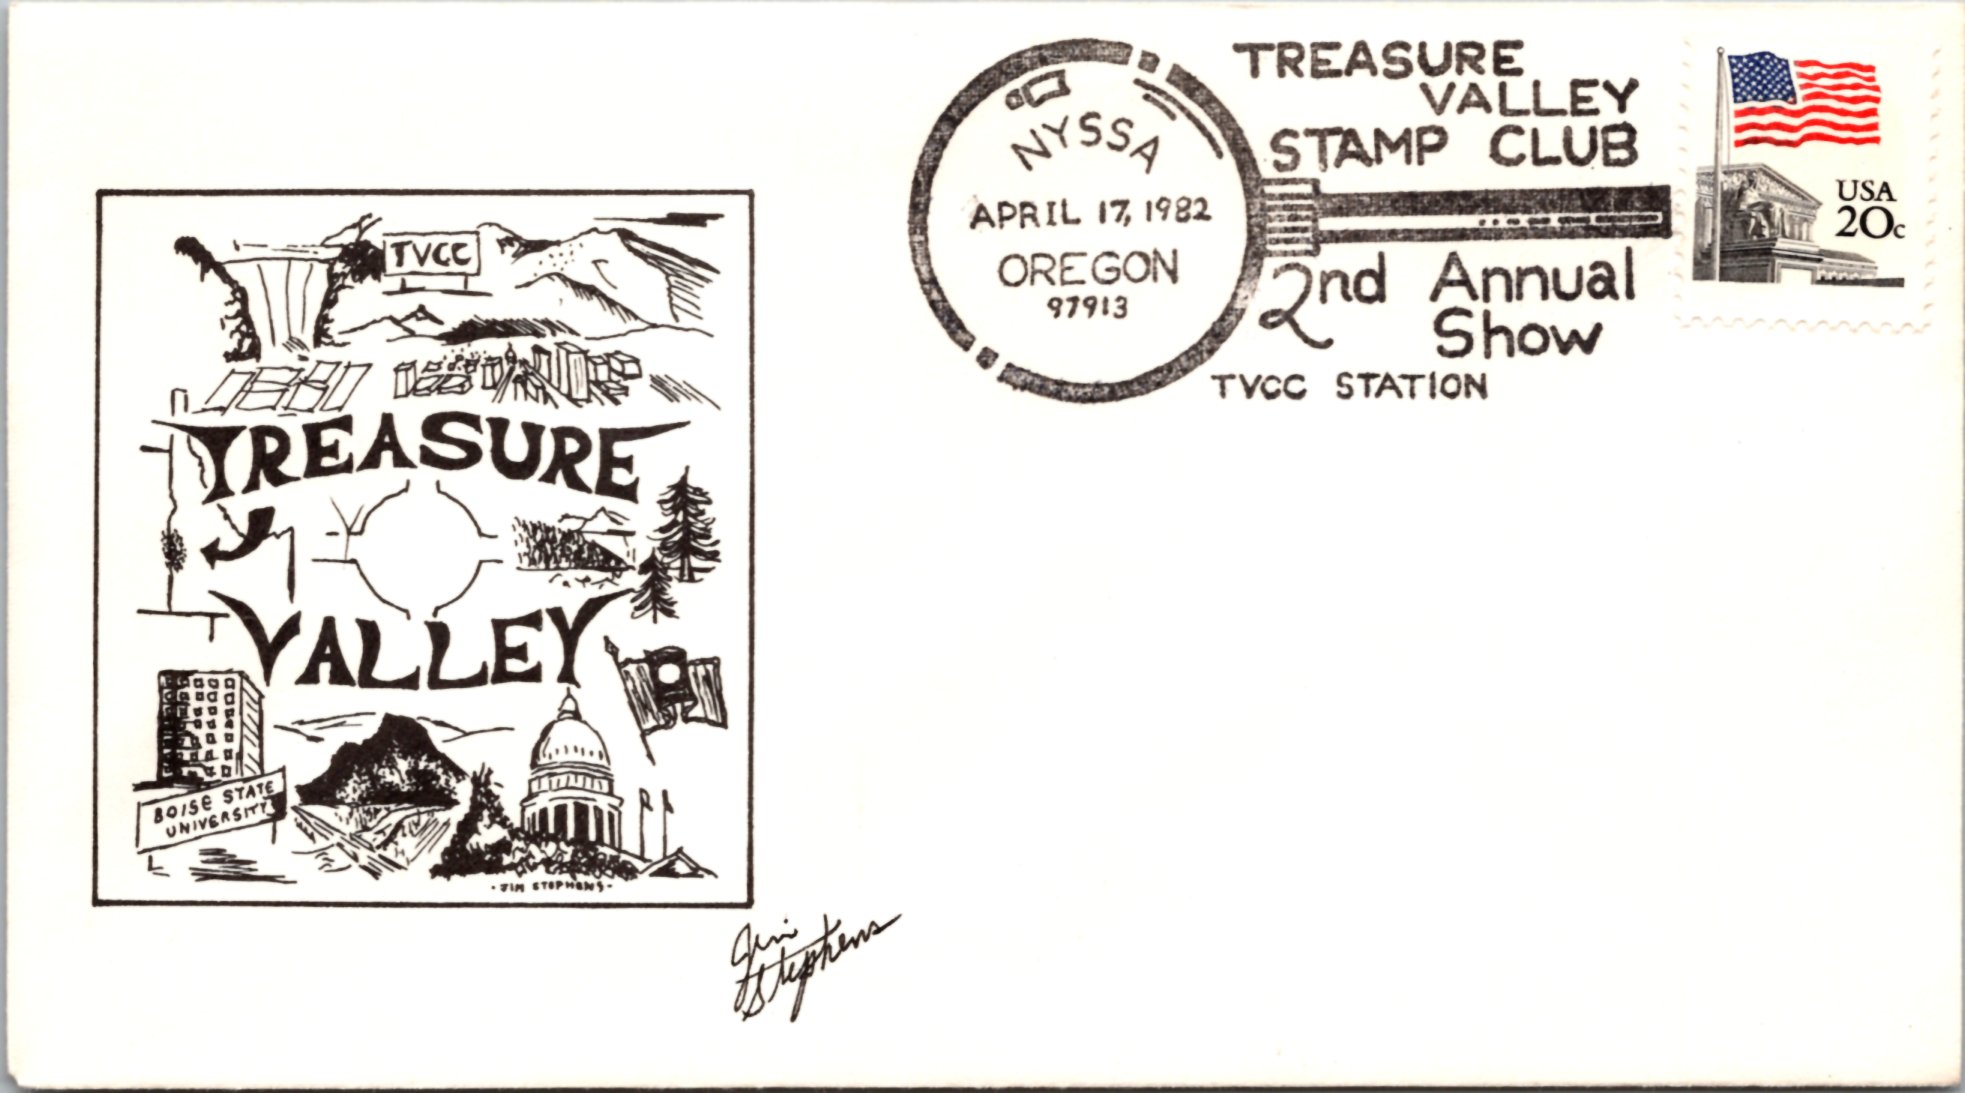 TREASURE
VALLEY
STAMP CLUB
NYSSA
APRIL 17, 1982
OREGON
97913
2nd Annual
Show
TVCC STATION
USA
20c
TVCC
TREASURE
VALLEY
BOISE STATE
UNIVERSITY
- JIM STEPHENS -
Jim
Stephens